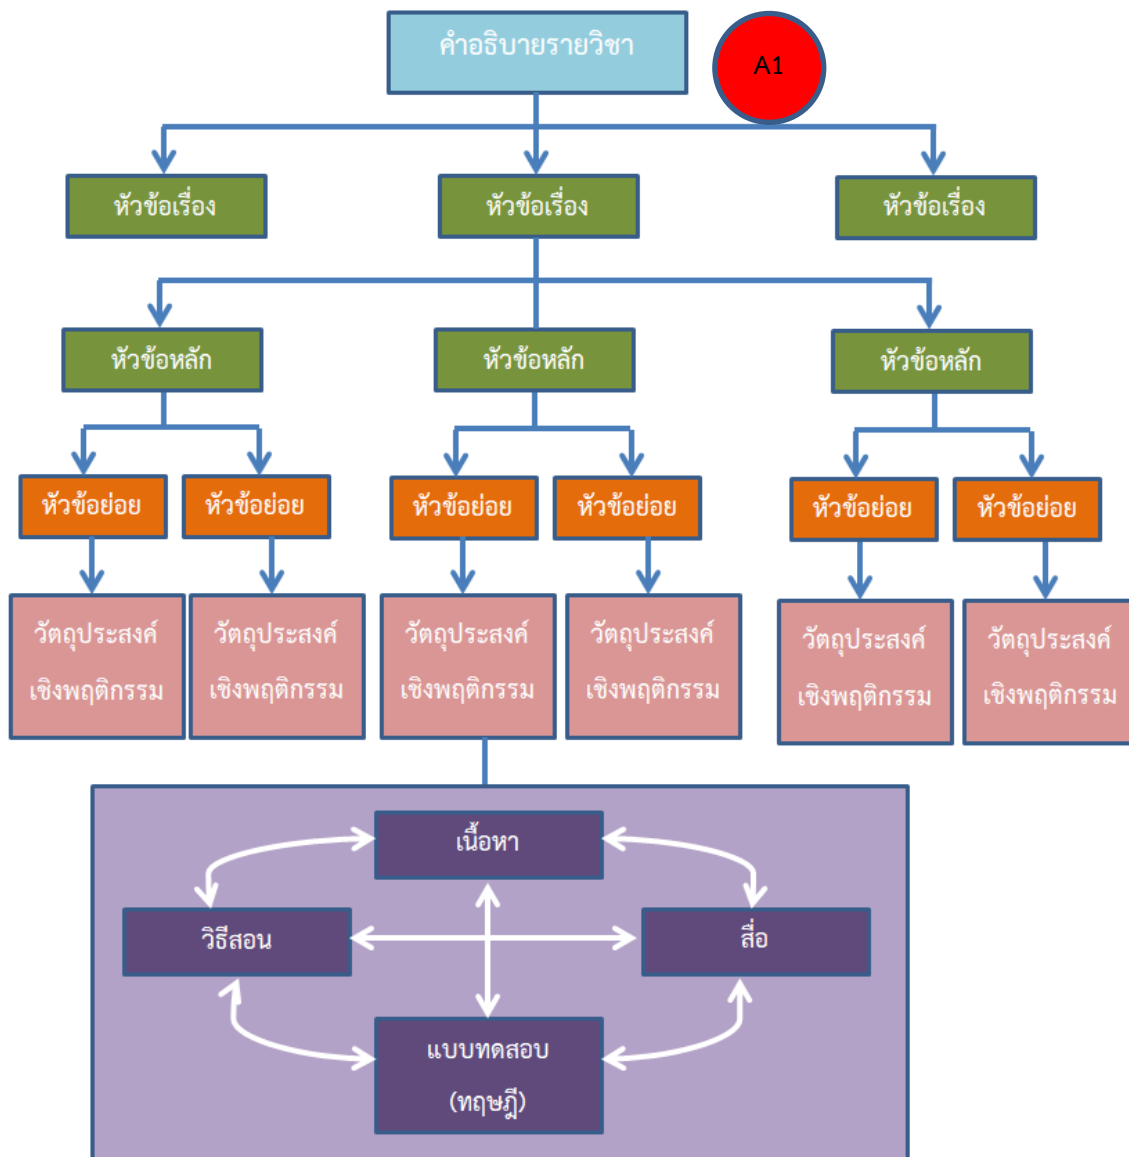 คำอธิบายรายวิชา
A1
หัวข้อเรื่อง
หัวข้อเรื่อง
หัวข้อเรื่อง
หัวข้อหลัก
หัวข้อหลัก
หัวข้อหลัก
หัวข้อย่อย
หัวข้อย่อย
หัวข้อย่อย
หัวข้อย่อย
หัวข้อย่อย
หัวข้อย่อย
วัตถุประสงค์
เชิงพฤติกรรม
วัตถุประสงค์
เชิงพฤติกรรม
วัตถุประสงค์
เชิงพฤติกรรม
วัตถุประสงค์
เชิงพฤติกรรม
วัตถุประสงค์
เชิงพฤติกรรม
วัตถุประสงค์
เชิงพฤติกรรม
เนื้อหา
วิธีสอน
สื่อ
แบบทดสอบ
(ทฤษฎี)